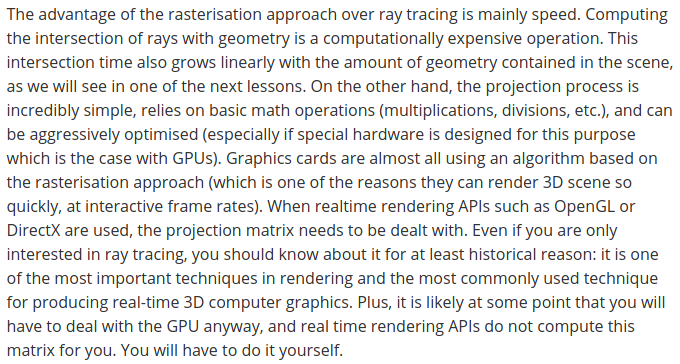 The advantage of the rasterisation approach over ray tracing is mainly speed. Computing
the intersection of rays with geometry is a computationally expensive operation. This
intersection time also grows linearly with the amount of geometry contained in the scene,
as we will see in one of the next lessons. On the other hand, the projection process is
incredibly simple, relies on basic math operations (multiplications, divisions, etc.), and can
be aggressively optimised (especially if special hardware is designed for this purpose
which is the case with GPUs). Graphics cards are almost all using an algorithm based on
the rasterisation approach (which is one of the reasons they can render 3D scene so
quickly, at interactive frame rates). When realtime rendering APIs such as OpenGL or
DirectX are used, the projection matrix needs to be dealt with. Even if you are only
interested in ray tracing, you should know about it for at least historical reason: it is one
of the most important techniques in rendering and the most commonly used technique
for producing real-time 3D computer graphics. Plus, it is likely at some point that you will
have to deal with the GPU anyway, and real time rendering APIs do not compute this
matrix for you. You will have to do it yourself.